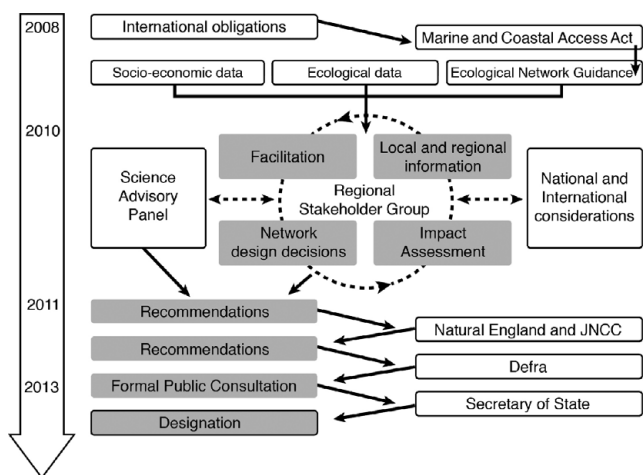 2008
International obligations
Marine and Coastal Access Act
Socio-economic data
Ecological data
Ecological Network Guidance
2010
Facilitation
Local and regional
information
Science
Advisory
Panel
Regional
Stakeholder Group
National and
International
considerations
Network
design decisions
Impact
Assessment
2011
Recommendations
Natural England and JNCC
Recommendations
Defra
2013
Formal Public Consultation
Secretary of State
Designation